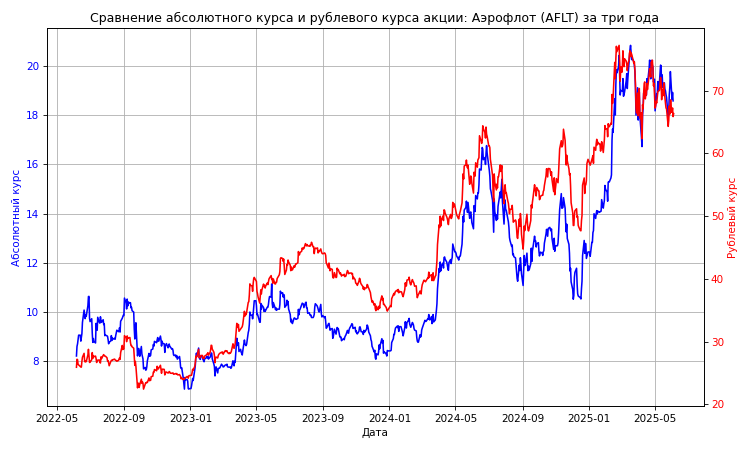 Сравнение абсолютного курса и рублевого курса акции: Аэрофлот (AFLT) за три года
Абсолютный курс
20
18
16
14
12
10
8
70
60
50
40
30
20
Рублевый курс
2022-05 2022-09 2023-01 2023-05 2023-09 2024-01 2024-05 2024-09 2025-01 2025-05
Дата